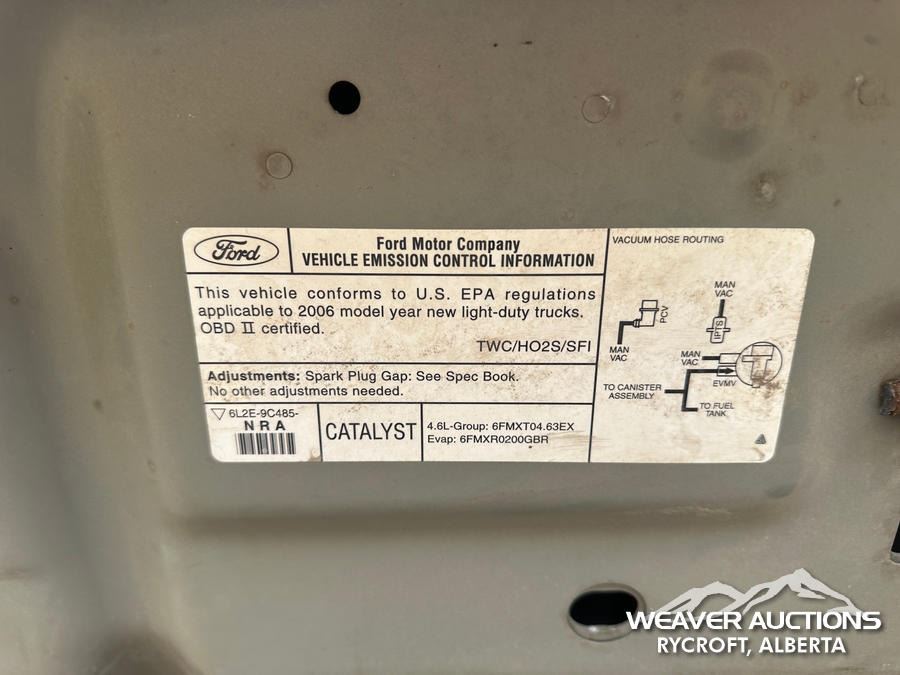 Ford
Ford Motor Company
VEHICLE EMISSION CONTROL INFORMATION
This vehicle conforms to U.S. EPA regulations
applicable to 2006 model year new light-duty trucks.
OBD II certified.
TWC/HO2S/SFI
Adjustments: Spark Plug Gap: See Spec Book.
No other adjustments needed.
6L2E-9C485-
NRA
CATALYST
4.6L-Group: 6FMXT04.63EX
Evap: 6FMXR0200GBR
VACUUM HOSE ROUTING
MAN
VAC
PCV
IPTS
MAN
VAC
MAN
VAC
EVMV
TO CANISTER
ASSEMBLY
TO FUEL
TANK
WEAVER AUCTIONS
RYCROFT, ALBERTA